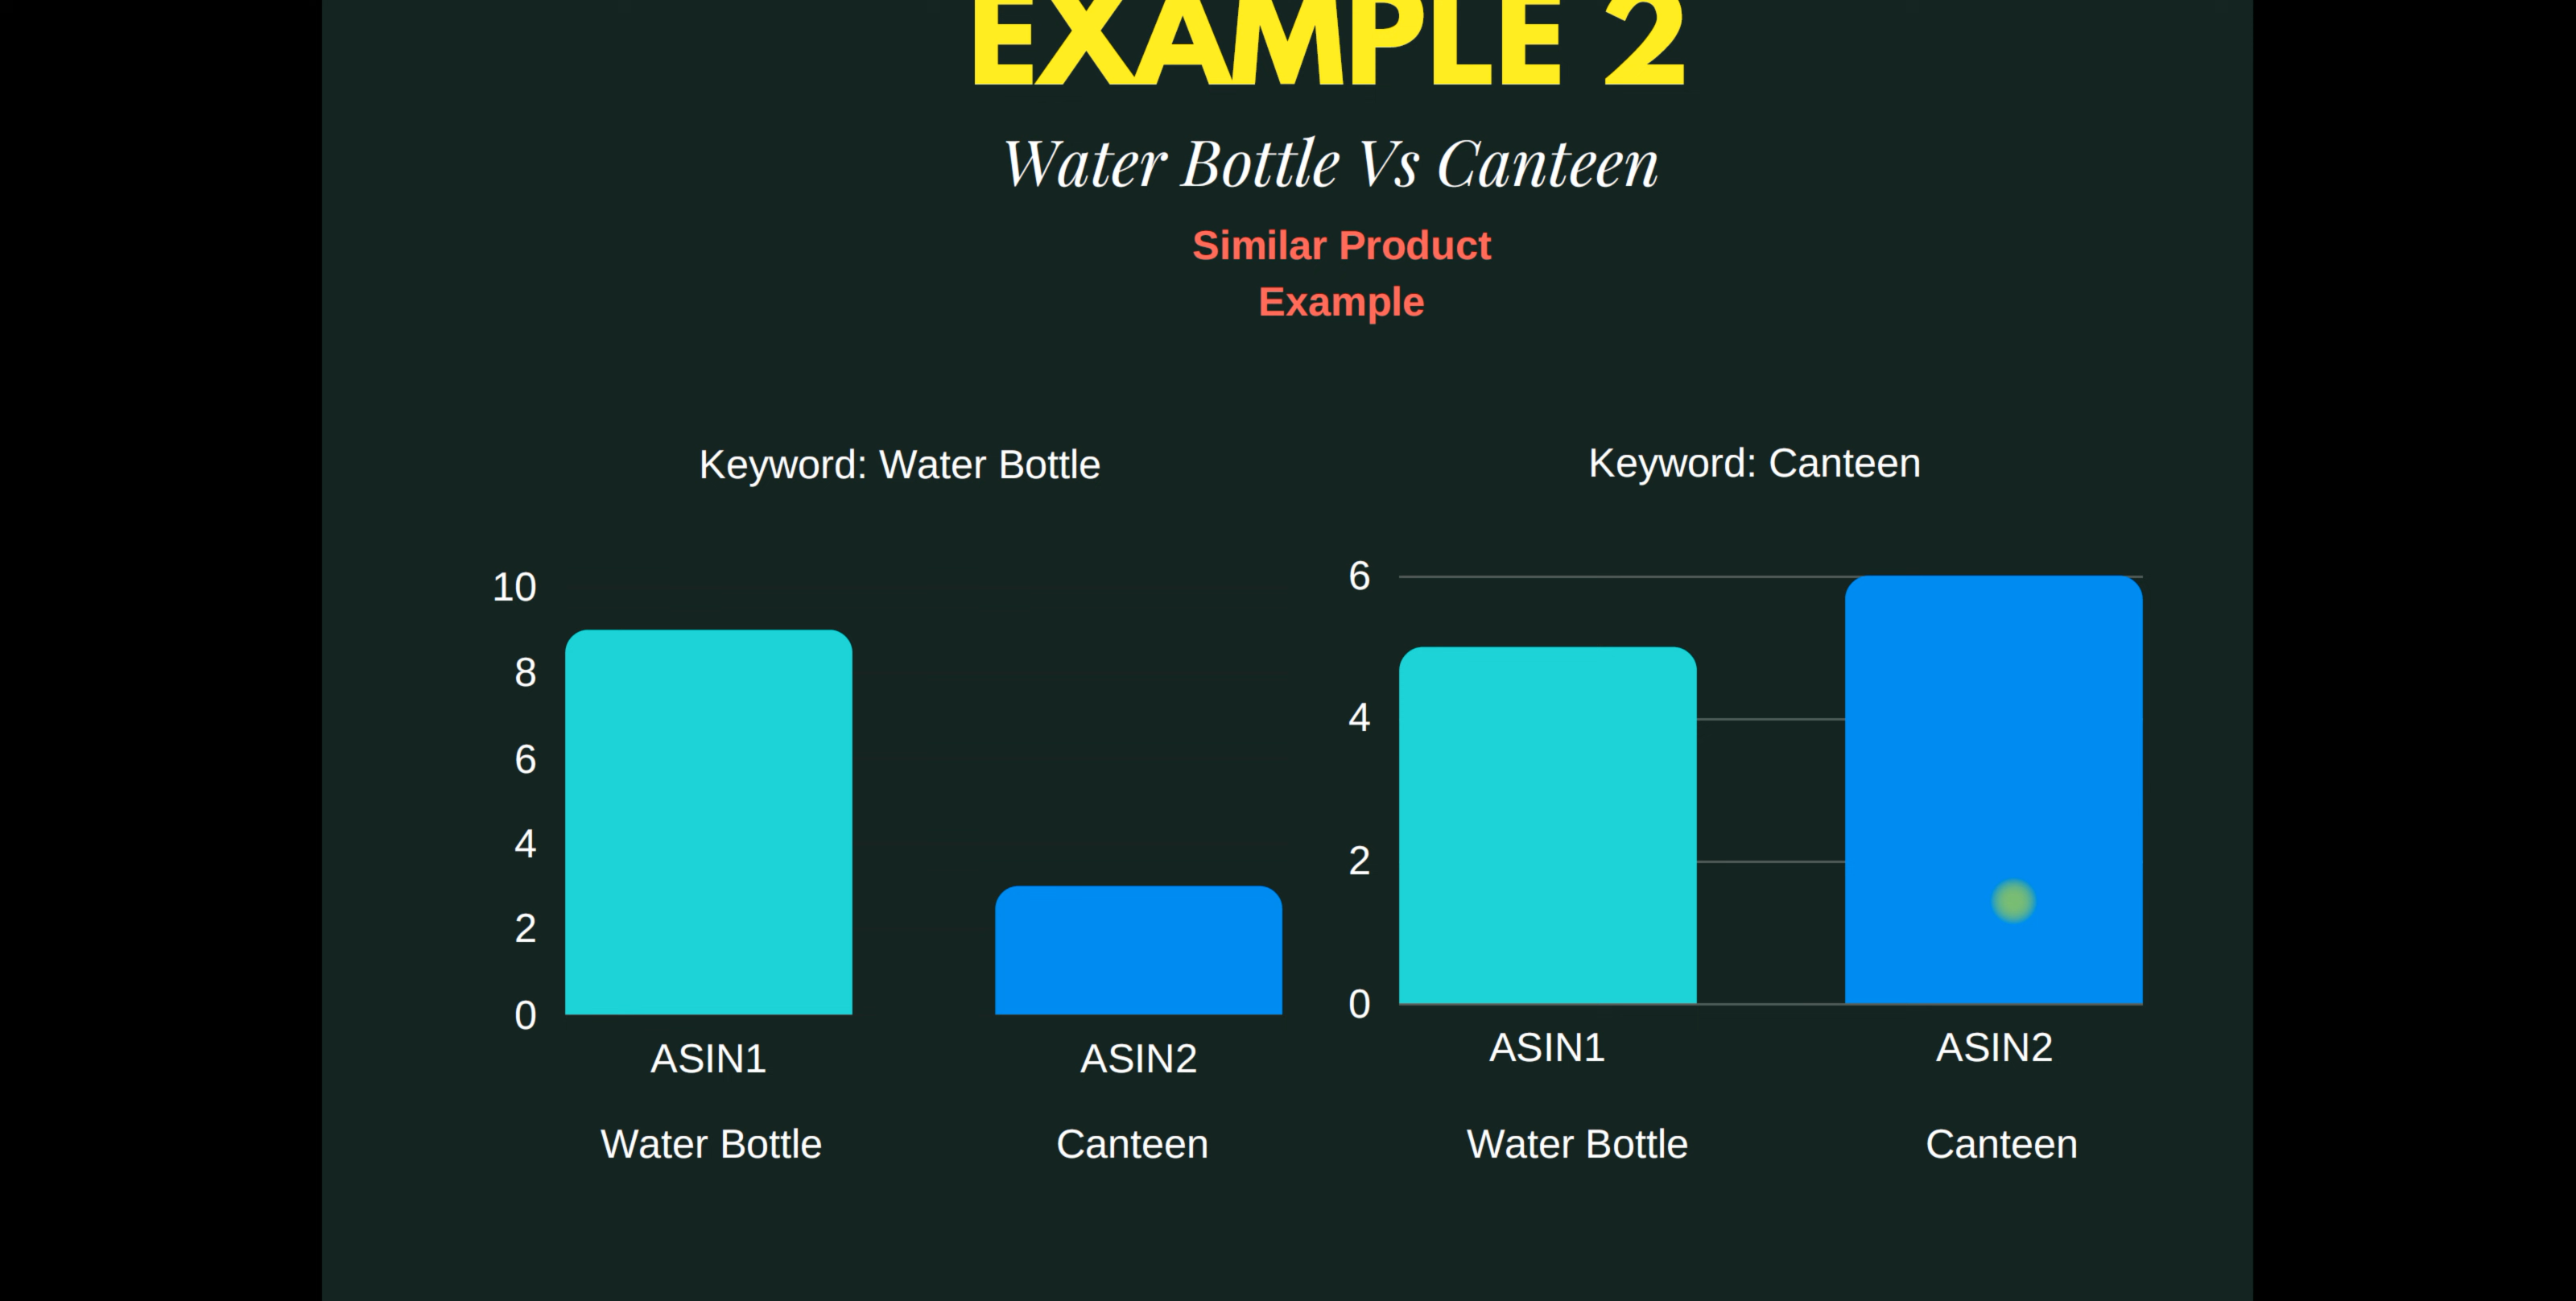 EXAMPLE 2
Water Bottle Vs Canteen
Similar Product
Example
Keyword: Water Bottle
10
8
6
4
2
0
ASIN1
ASIN2
Water Bottle
Canteen
Keyword: Canteen
6
4
2
0
ASIN1
ASIN2
Water Bottle
Canteen